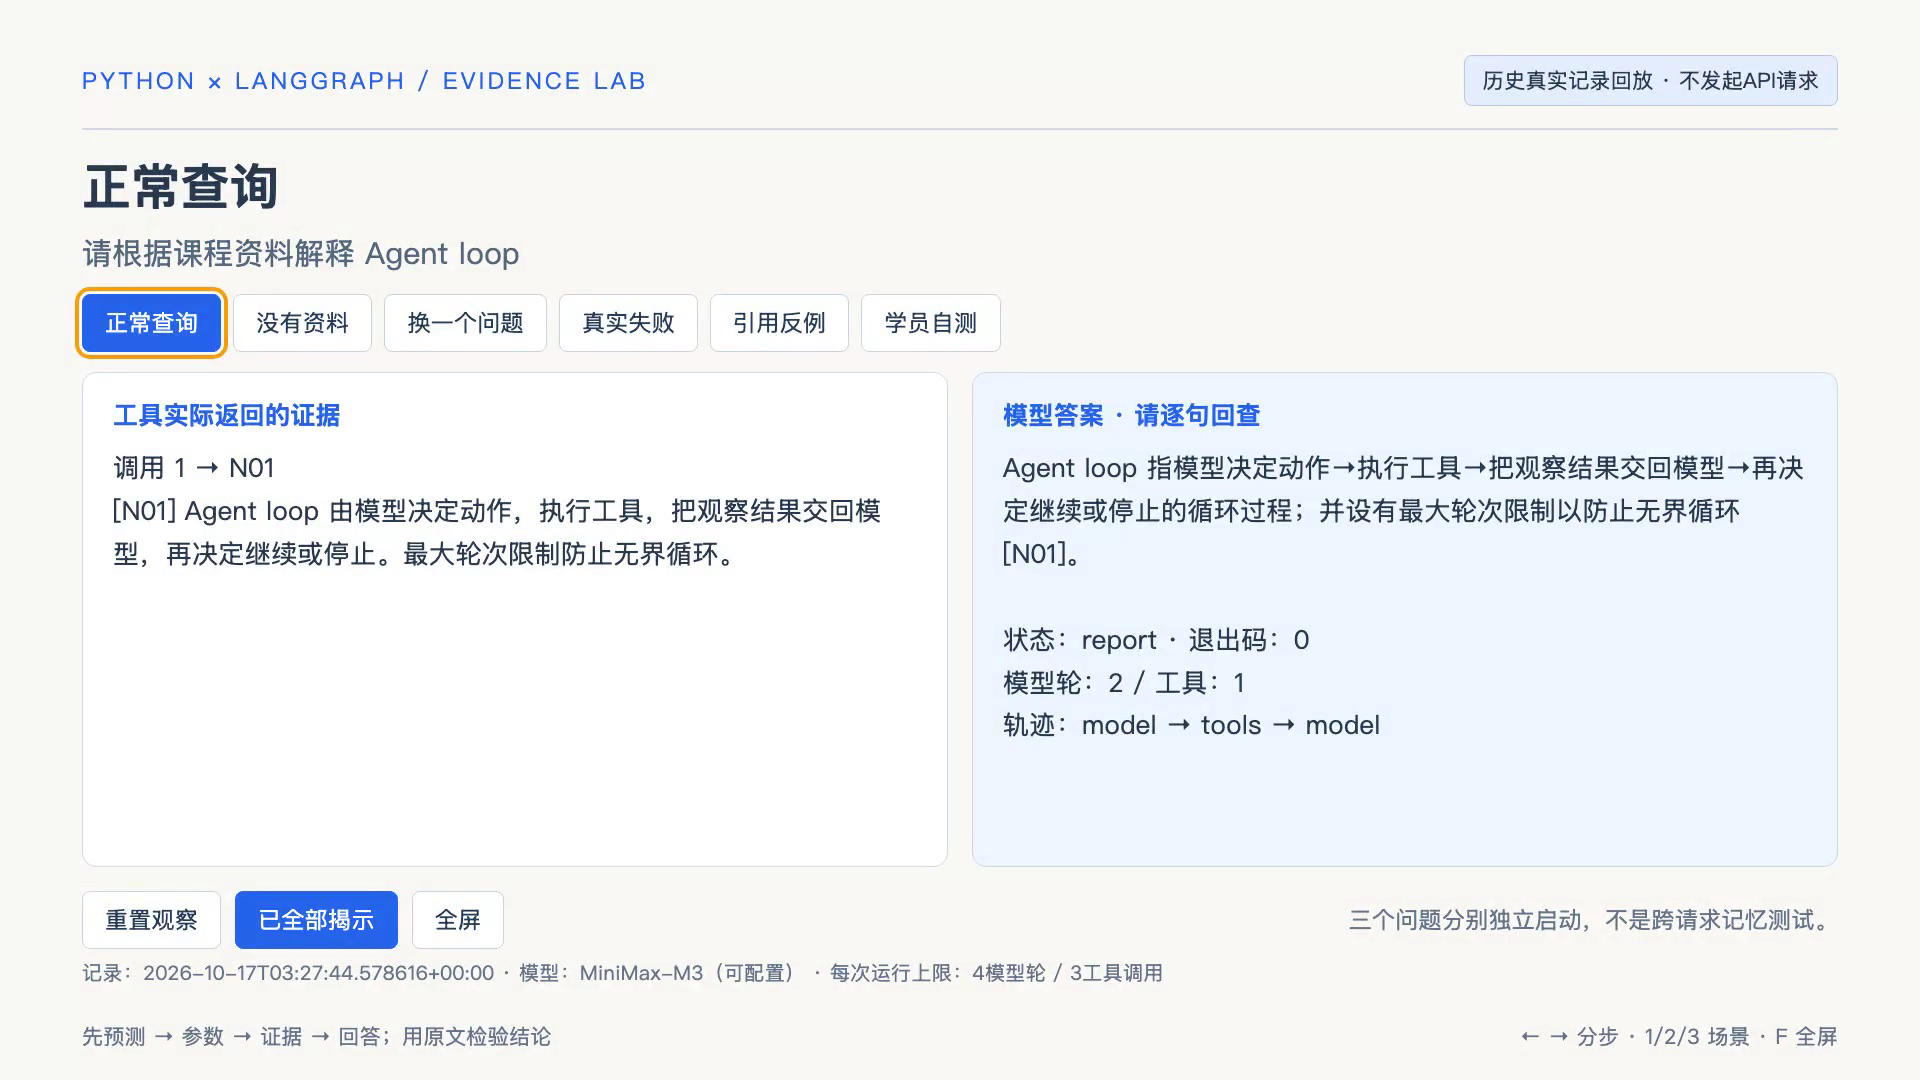 PYTHON × LANGGRAPH / EVIDENCE LAB
历史真实记录回放 · 不发起API请求
正常查询
请根据课程资料解释 Agent loop
正常查询
没有资料
换一个问题
真实失败
引用反例
学员自测
工具实际返回的证据
调用 1 → N01
[N01] Agent loop 由模型决定动作，执行工具，把观察结果交回模
型，再决定继续或停止。最大轮次限制防止无界循环。
模型答案 · 请逐句回查
Agent loop 指模型决定动作→执行工具→把观察结果交回模型→再决
定继续或停止的循环过程；并设有最大轮次限制以防止无界循环
[N01]。
状态：report · 退出码：0
模型轮：2 / 工具：1
轨迹：model → tools → model
重置观察
已全部揭示
全屏
三个问题分别独立启动，不是跨请求记忆测试。
记录：2026-10-17T03:27:44.578616+00:00 · 模型：MiniMax-M3（可配置） · 每次运行上限：4模型轮 / 3工具调用
先预测 → 参数 → 证据 → 回答；用原文检验结论
← → 分步 · 1/2/3 场景 · F 全屏